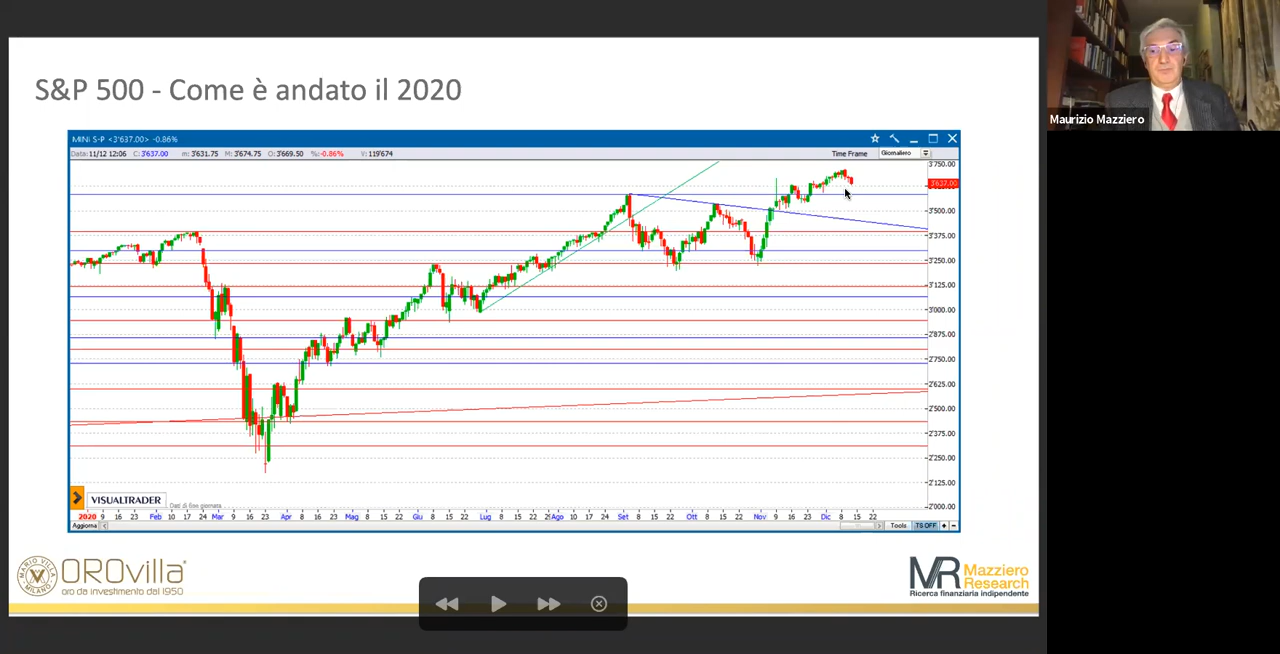 S&P 500 - Come è andato il 2020
MINI S-P <3'637.00> -0.86%
Data: 11/12 12:06 C: 3'637.00 m: 3'631.75 M: 3'674.75 O: 3'669.50 %: -0.86% V: 119'674
Time Frame Giornaliero
3'750.00
3'637.00
3'500.00
3'375.00
3'250.00
3'125.00
3'000.00
2'875.00
2'750.00
2'625.00
2'500.00
2'375.00
2'250.00
2'125.00
2'000.00
VISUALTRADER
Dati di fine giornata
2020 9 16 23 Feb 10 17 24 Mar 9 16 23 Apr 8 16 23 Mag 8 15 22 Giu 8 15 22 Lug 8 15 22 Ago 10 17 24 Set 8 15 22 Ott 8 15 22 Nov 9 16 23 Dic 8 15 22
Aggiorna
Tools TS OFF
MARIO VILLA
MILANO
OROvilla
oro da investimento dal 1950
MR Mazziero
Research
Ricerca finanziaria indipendente
Maurizio Mazziero